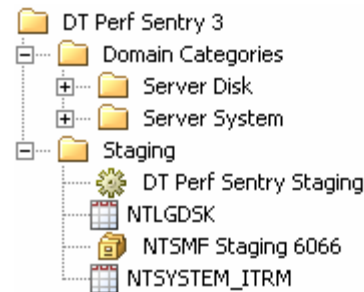 DT Perf Sentry 3
Domain Categories
Server Disk
Server System
Staging
DT Perf Sentry Staging
NTLGDSK
NTSMF Staging 6066
NTSYSTEM_ITRM